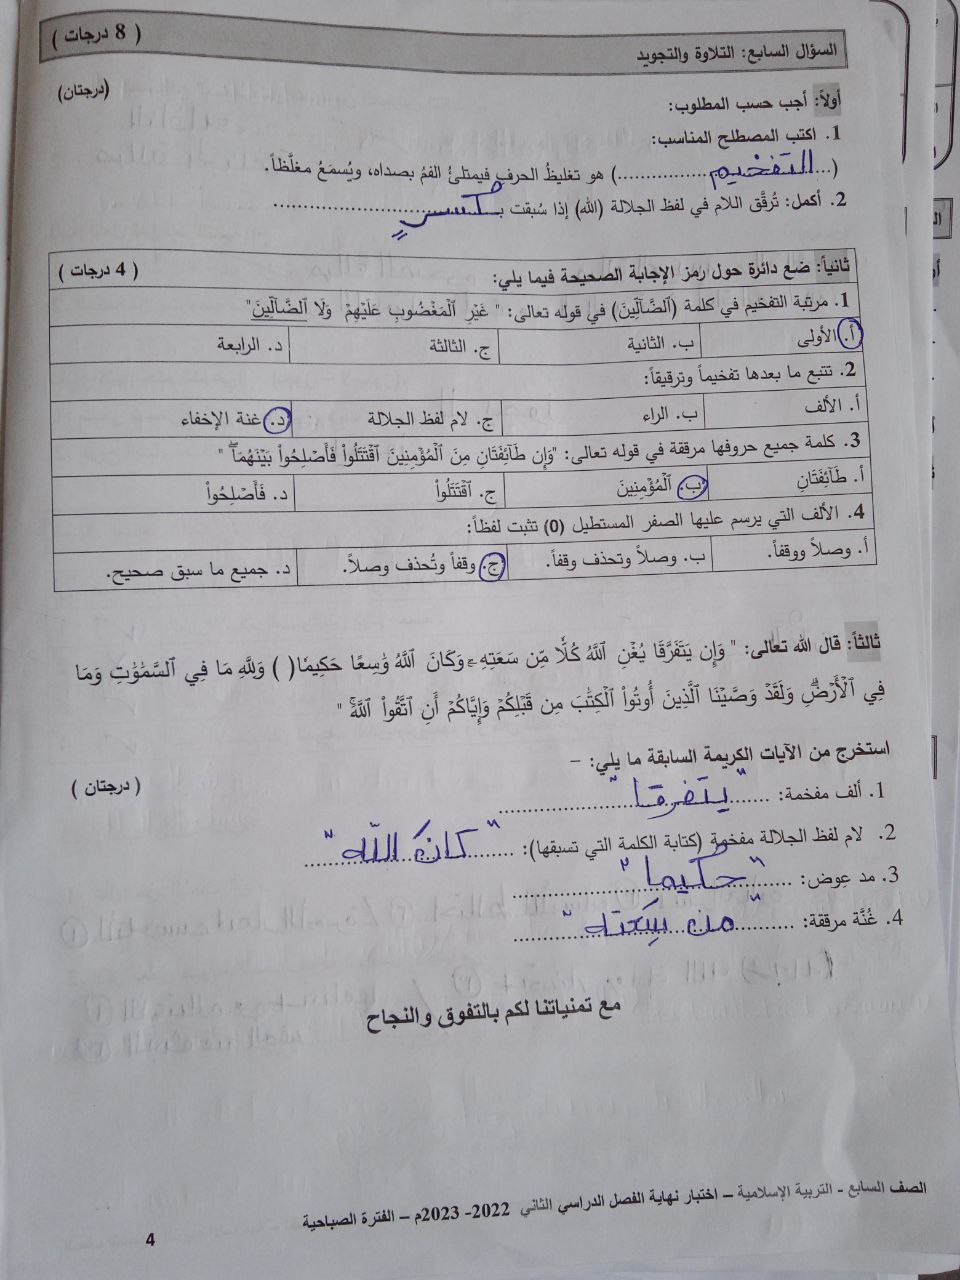 السؤال السابع: التلاوة والتجويد ( 8 درجات )
أولاً: أجب حسب المطلوب: (درجتان)
1. اكتب المصطلح المناسب:
(...التفخيم...) هو تغليظُ الحرفِ فيمتلئُ الفمُ بصداه، ويُسمَعُ مغلَّظاً.
2. أكمل: تُرقَّق اللام في لفظ الجلالة (الله) إذا سُبقت بـ كسرٍ
ثانياً: ضع دائرة حول رمز الإجابة الصحيحة فيما يلي: ( 4 درجات )
1. مرتبة التفخيم في كلمة (الضَّآلِّينَ) في قوله تعالى: " غَيْرِ ٱلْمَغْضُوبِ عَلَيْهِمْ وَلَا ٱلضَّآلِّينَ "
أ. الأولى ب. الثانية ج. الثالثة د. الرابعة
2. تتبع ما بعدها تفخيماً وترقيقاً:
أ. الألف ب. الراء ج. لام لفظ الجلالة د. غنة الإخفاء
3. كلمة جميع حروفها مرققة في قوله تعالى: "وَإِن طَآئِفَتَانِ مِنَ ٱلْمُؤْمِنِينَ ٱقْتَتَلُوا۟ فَأَصْلِحُوا۟ بَيْنَهُمَا ۖ "
أ. طَآئِفَتَانِ ب. ٱلْمُؤْمِنِينَ ج. ٱقْتَتَلُوا۟ د. فَأَصْلِحُوا۟
4. الألف التي يرسم عليها الصفر المستطيل (0) تثبت لفظاً:
أ. وصلاً ووقفاً. ب. وصلاً وتحذف وقفاً. ج. وقفاً وتُحذف وصلاً. د. جميع ما سبق صحيح.
ثالثاً: قال الله تعالى: " وَإِن يَتَفَرَّقَا يُغْنِ ٱللَّهُ كُلًّا مِّن سَعَتِهِۦ وَكَانَ ٱللَّهُ وَٰسِعًا حَكِيمًا( ) وَلِلَّهِ مَا فِي ٱلسَّمَٰوَٰتِ وَمَا
فِي ٱلْأَرْضِ ۗ وَلَقَدْ وَصَّيْنَا ٱلَّذِينَ أُوتُوا۟ ٱلْكِتَٰبَ مِن قَبْلِكُمْ وَإِيَّاكُمْ أَنِ ٱتَّقُوا۟ ٱللَّهَ ۚ "
استخرج من الآيات الكريمة السابقة ما يلي: – ( درجتان )
1. ألف مفخمة: "يتفرقا"
2. لام لفظ الجلالة مفخمة (كتابة الكلمة التي تسبقها): "كانَ اللّه"
3. مد عِوض: "حكيما"
4. غُنَّة مرققة: "من سَعته"
مع تمنياتنا لكم بالتفوق والنجاح
الصف السابع - التربية الإسلامية – اختبار نهاية الفصل الدراسي الثاني 2022- 2023م – الفترة الصباحية
4